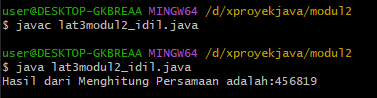 user@DESKTOP-GKBREAA MINGW64 /d/xproyekjava/modul2
$ javac lat3modul2_idil.java
user@DESKTOP-GKBREAA MINGW64 /d/xproyekjava/modul2
$ java lat3modul2_idil.java
Hasil dari Menghitung Persamaan adalah:456819